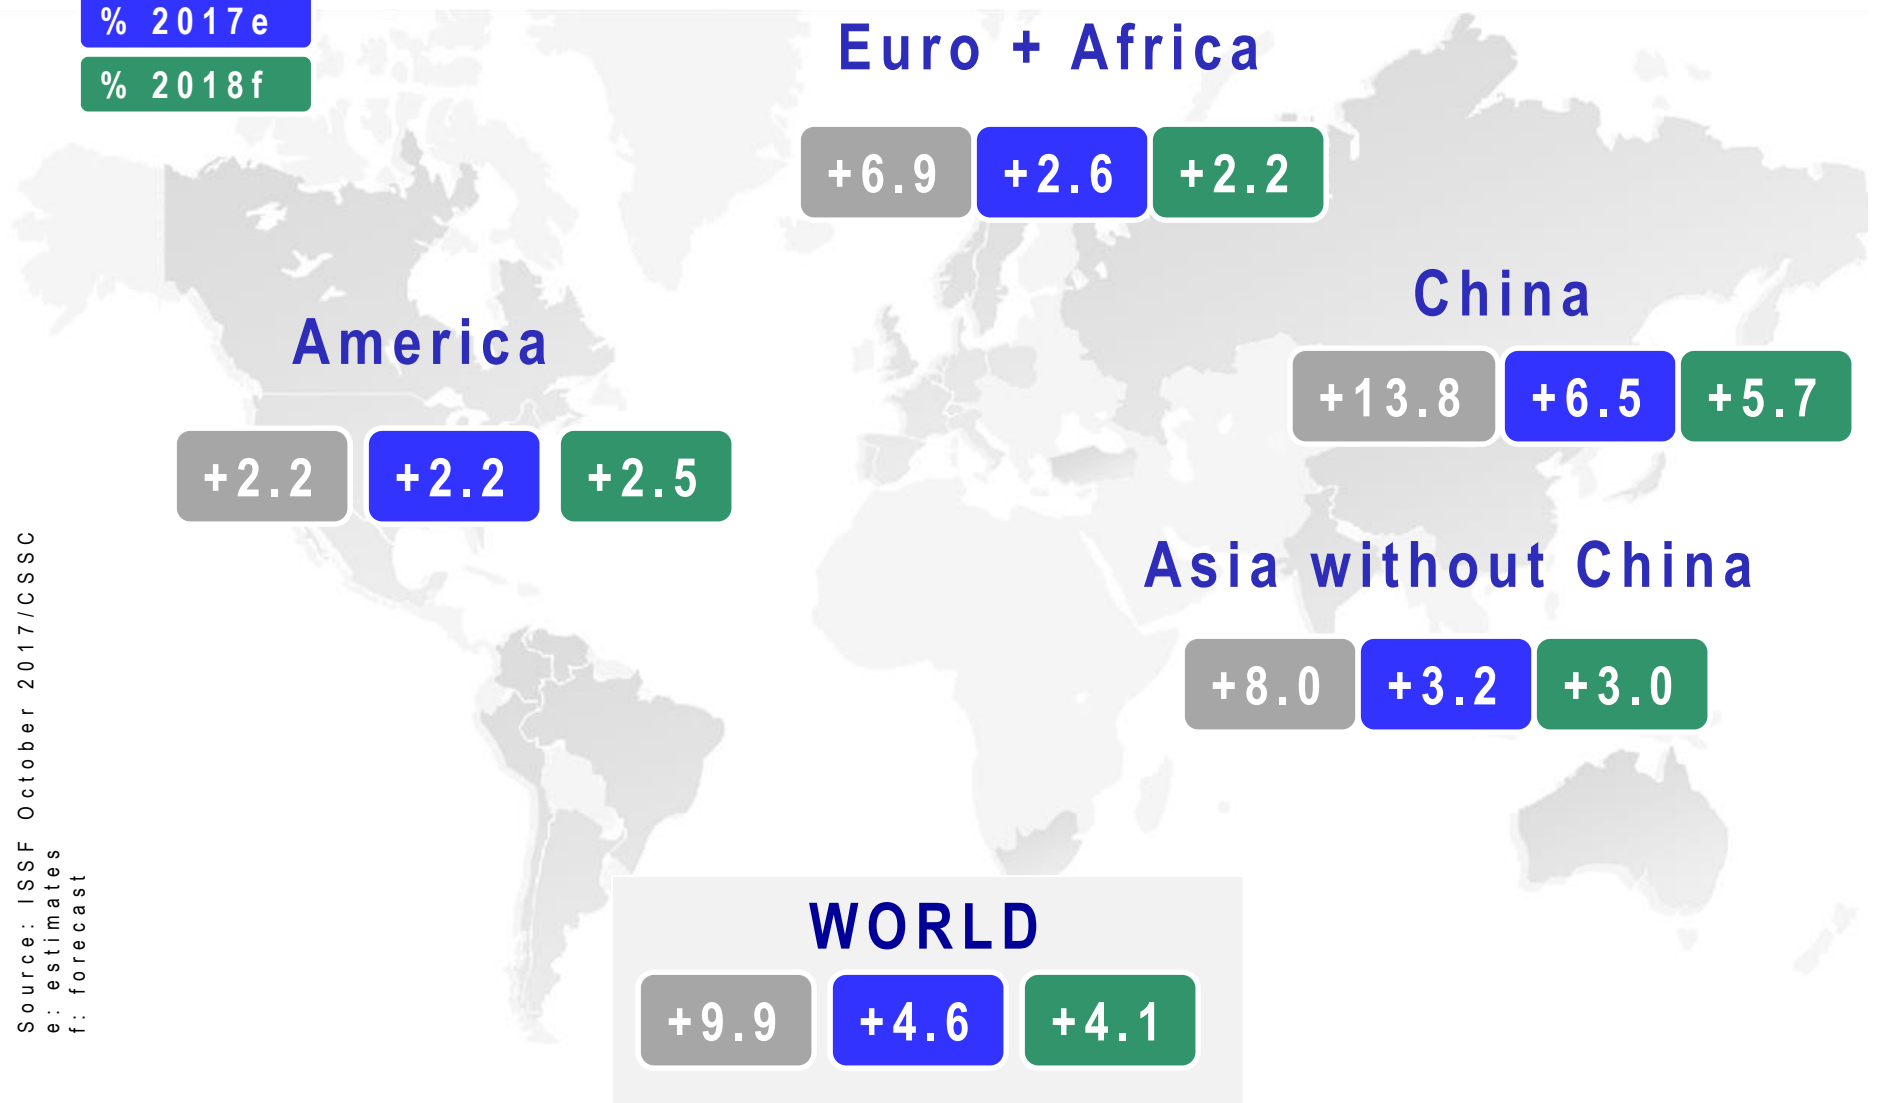 % 2017e
% 2018f
Euro + Africa
+6.9 +2.6 +2.2
China
+13.8 +6.5 +5.7
America
+2.2 +2.2 +2.5
Asia without China
+8.0 +3.2 +3.0
WORLD
+9.9 +4.6 +4.1
Source: ISSF October 2017/CSSC
e: estimates
f: forecast